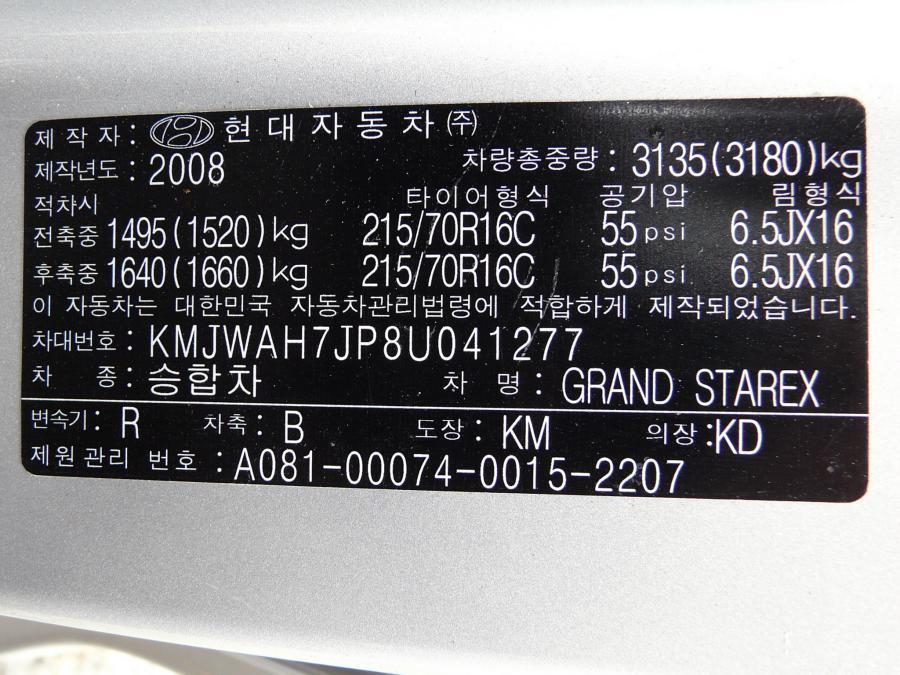 제작자: 현대자동차㈜
제작년도: 2008 차량총중량: 3135(3180)kg
적차시 타이어형식 공기압 림형식
전축중 1495(1520)kg 215/70R16C 55psi 6.5JX16
후축중 1640(1660)kg 215/70R16C 55psi 6.5JX16
이 자동차는 대한민국 자동차관리법령에 적합하게 제작되었습니다.
차대번호: KMJWAH7JP8U041277
차 종: 승합차 차 명: GRAND STAREX
변속기: R 차축: B 도장: KM 의장:KD
제원관리 번호: A081-00074-0015-2207